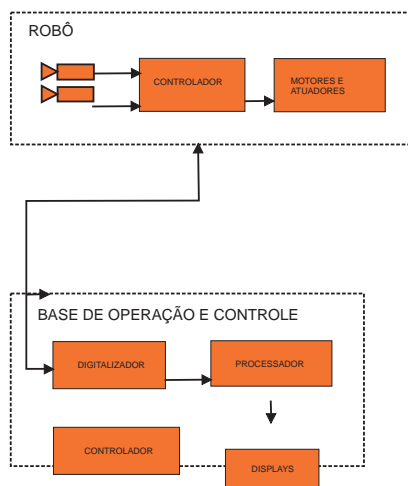 ROBÔ
CONTROLADOR
MOTORES E
ATUADORES
BASE DE OPERAÇÃO E CONTROLE
DIGITALIZADOR
PROCESSADOR
CONTROLADOR
DISPLAYS